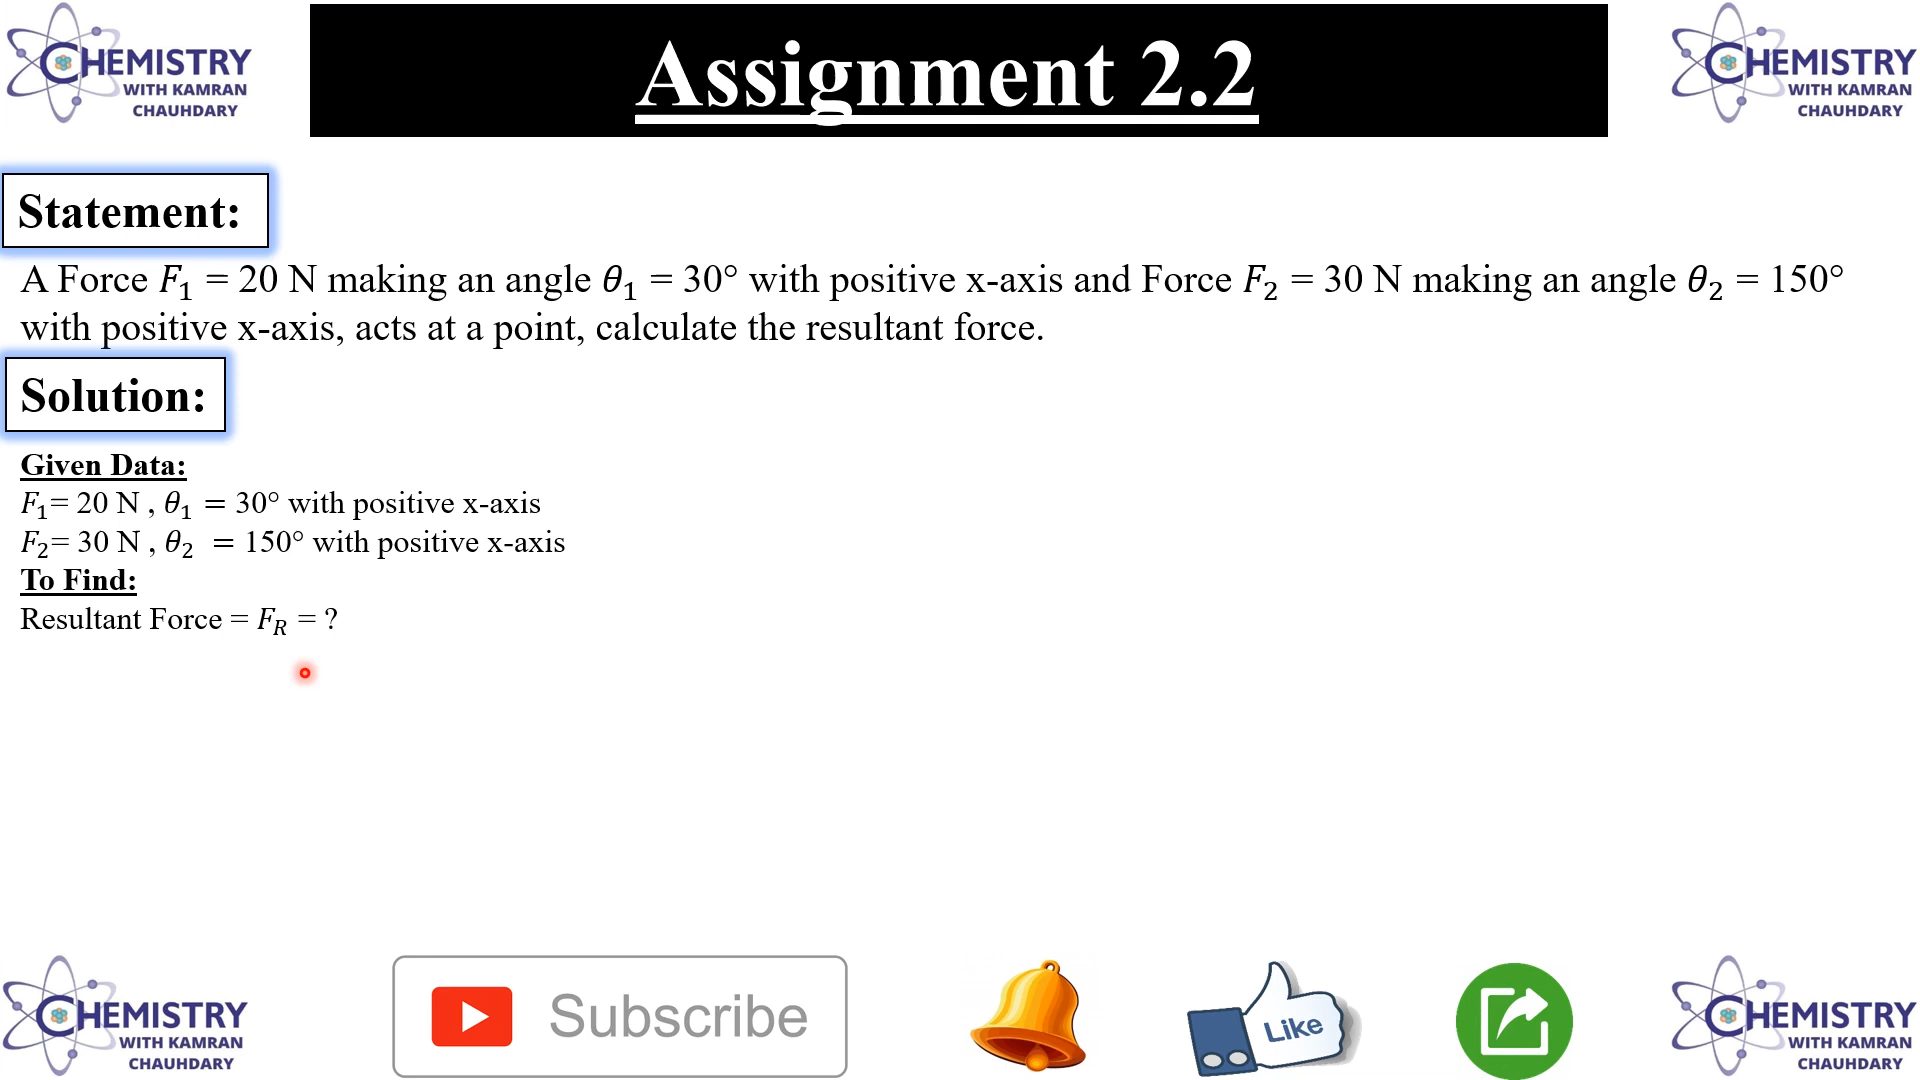 CHEMISTRY
WITH KAMRAN
CHAUHDARY
Assignment 2.2
CHEMISTRY
WITH KAMRAN
CHAUHDARY
Statement:
A Force F₁ = 20 N making an angle θ₁ = 30° with positive x-axis and Force F₂ = 30 N making an angle θ₂ = 150°
with positive x-axis, acts at a point, calculate the resultant force.
Solution:
Given Data:
F₁= 20 N , θ₁ = 30° with positive x-axis
F₂= 30 N , θ₂ = 150° with positive x-axis
To Find:
Resultant Force = F_R = ?
CHEMISTRY
WITH KAMRAN
CHAUHDARY
Subscribe
Like
CHEMISTRY
WITH KAMRAN
CHAUHDARY